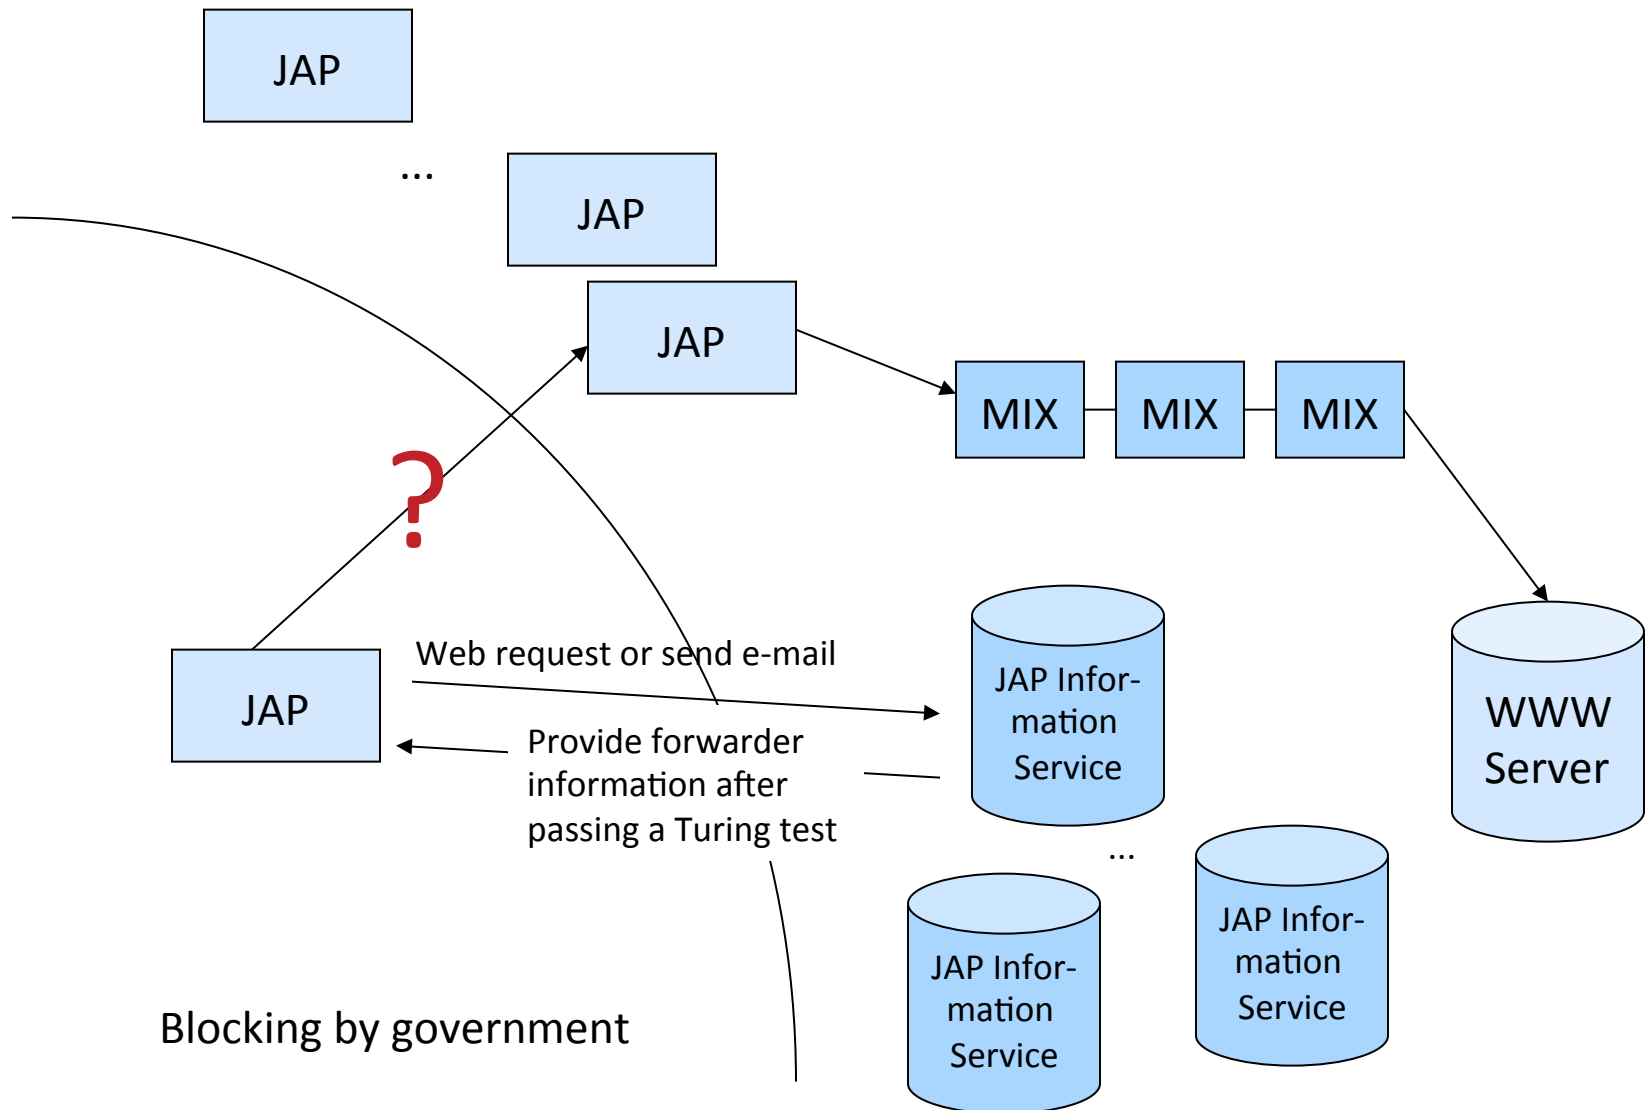 JAP
...
JAP
JAP
MIX
MIX
MIX
?
JAP
Web request or send e-mail
Provide forwarder
information after
passing a Turing test
JAP Infor-
mation
Service
WWW
Server
...
JAP Infor-
mation
Service
JAP Infor-
mation
Service
Blocking by government